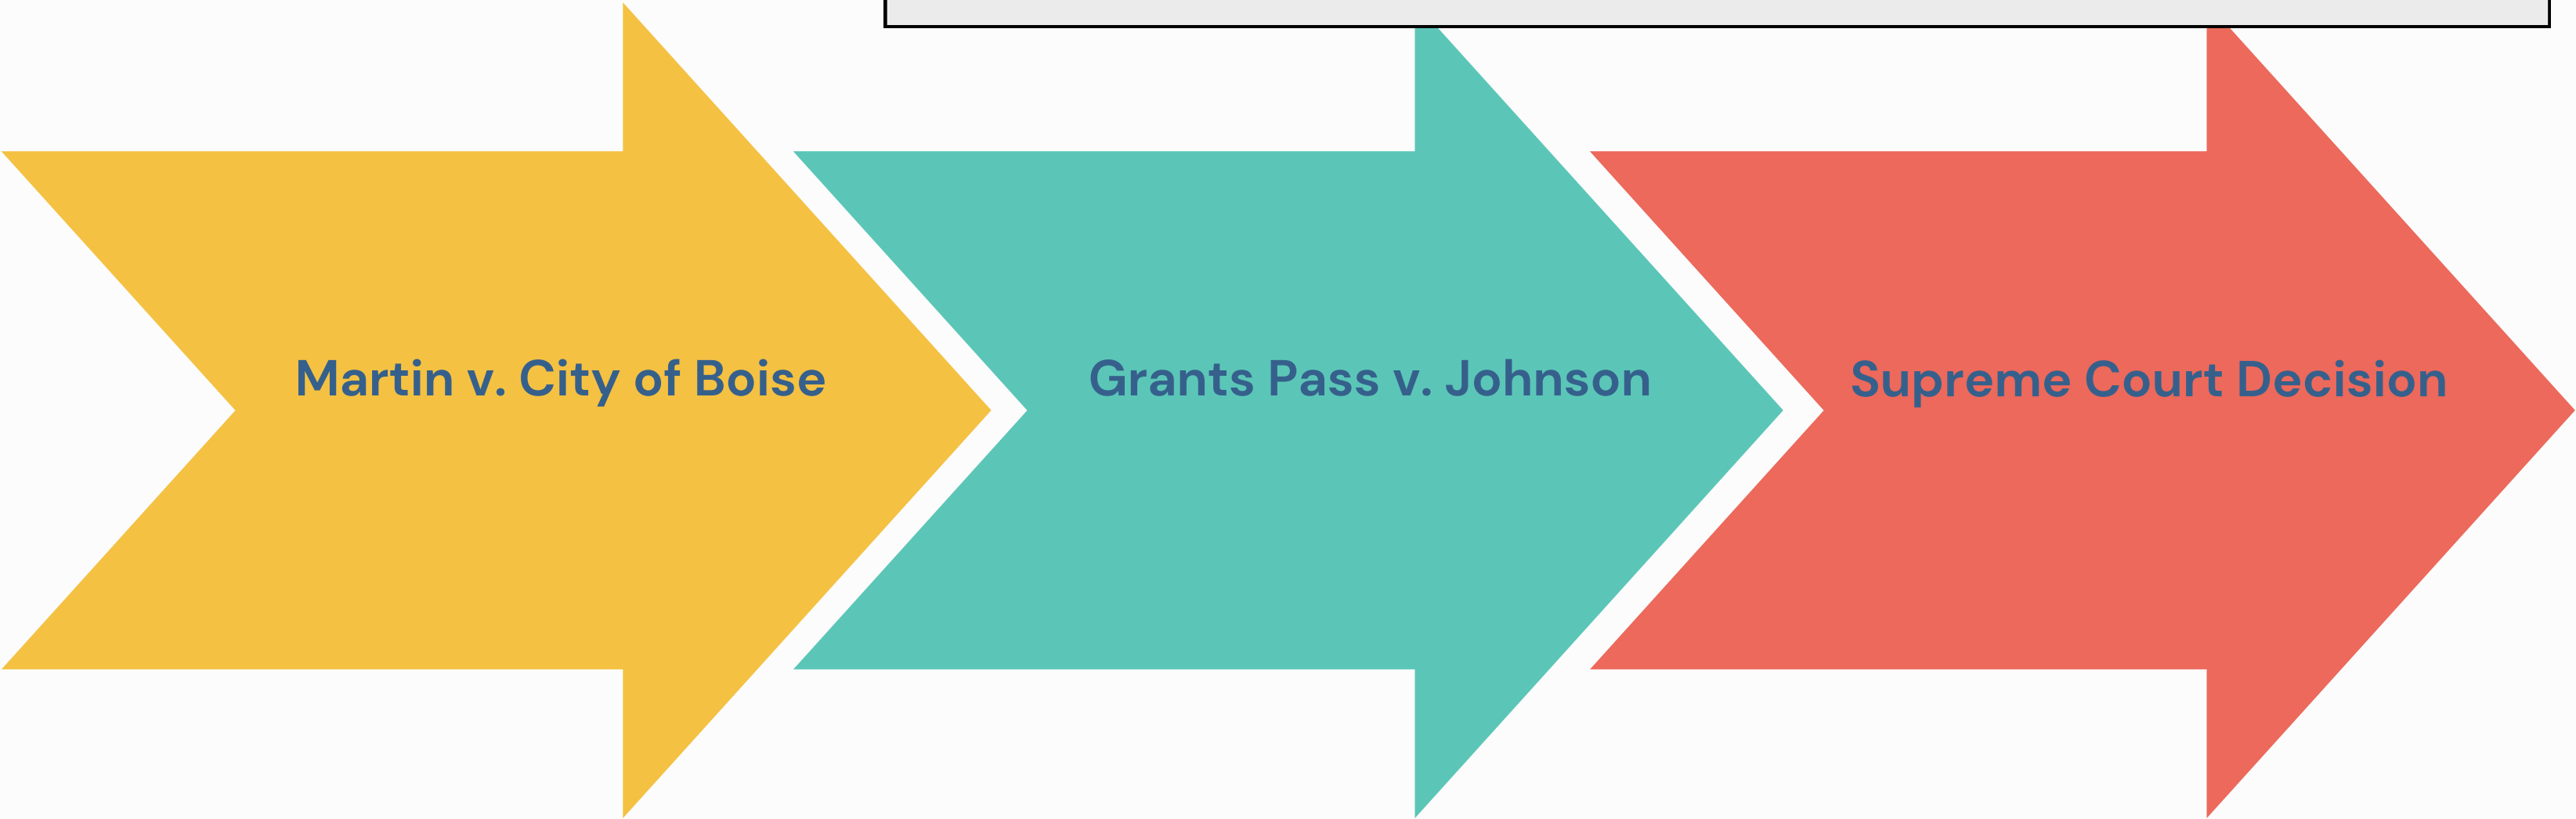 Martin v. City of Boise
Grants Pass v. Johnson
Supreme Court Decision